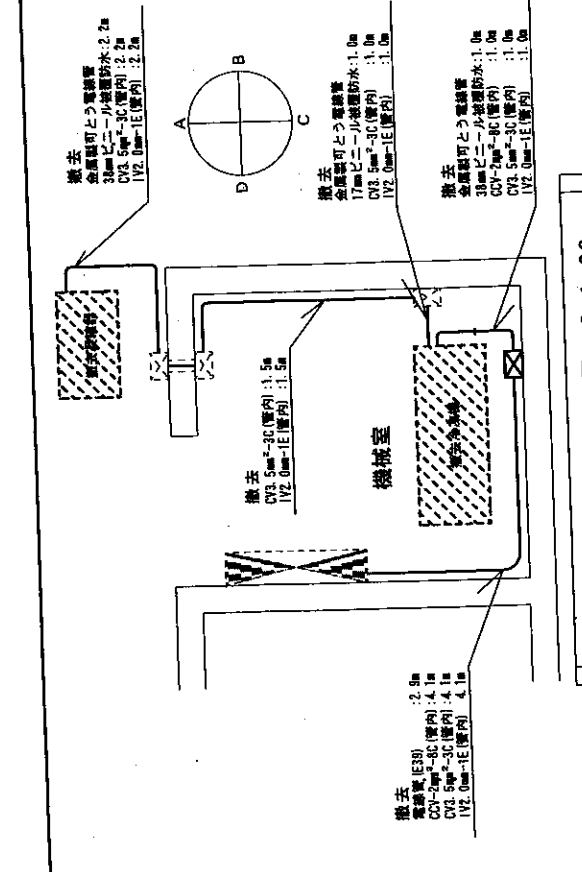 撤去
金属製可とう電線管
38mmビニール被覆防水:2.2m
CV3.5mm²-3C(管内):2.2m
IV2.0mm-1E(管内):2.2m
A
B
C
D
撤去
金属製可とう電線管
17mmビニール被覆防水:1.0m
CV3.5mm²-3C(管内):1.0m
IV2.0mm-1E(管内):1.0m
撤去
金属製可とう電線管
38mmビニール被覆防水:1.0m
CCV-2mm²-8C(管内):1.0m
CV3.5mm²-3C(管内):1.0m
IV2.0mm-1E(管内):1.0m
撤去
CV3.5mm²-3C(管内):1.5m
IV2.0mm-1E(管内):1.5m
機械室
撤去冷凍機
撤去
電線管(E39):2.9m
CCV-2mm²-8C(管内):4.1m
CV3.5mm²-3C(管内):4.1m
IV2.0mm-1E(管内) 4.1m